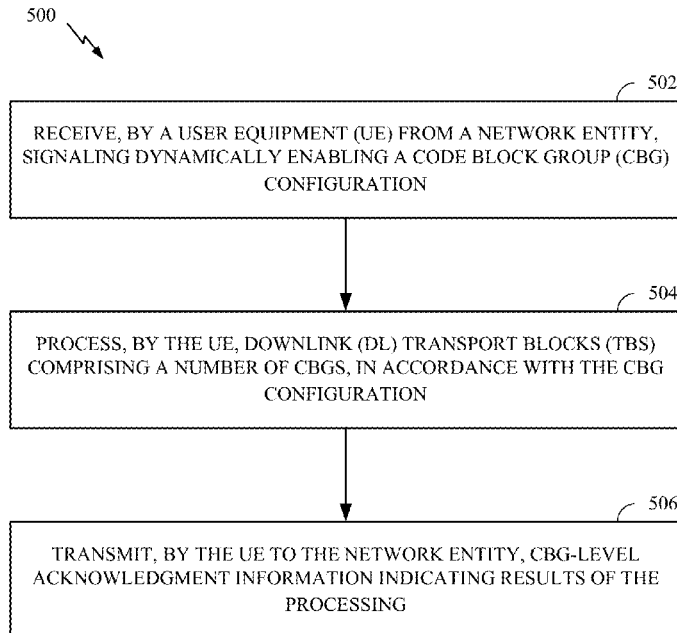 500
502
RECEIVE, BY A USER EQUIPMENT (UE) FROM A NETWORK ENTITY,
SIGNALING DYNAMICALLY ENABLING A CODE BLOCK GROUP (CBG)
CONFIGURATION
504
PROCESS, BY THE UE, DOWNLINK (DL) TRANSPORT BLOCKS (TBS)
COMPRISING A NUMBER OF CBGS, IN ACCORDANCE WITH THE CBG
CONFIGURATION
506
TRANSMIT, BY THE UE TO THE NETWORK ENTITY, CBG-LEVEL
ACKNOWLEDGMENT INFORMATION INDICATING RESULTS OF THE
PROCESSING